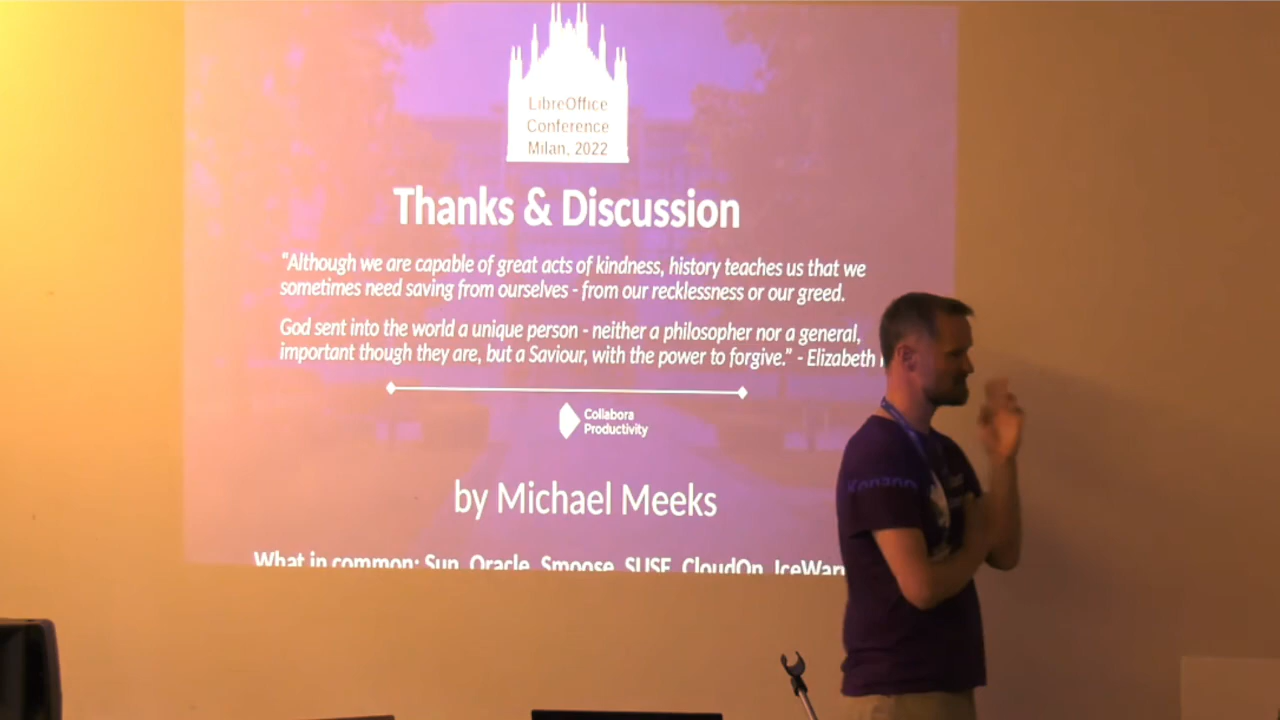 LibreOffice
Conference
Milan, 2022
Thanks & Discussion
“Although we are capable of great acts of kindness, history teaches us that we
sometimes need saving from ourselves - from our recklessness or our greed.
God sent into the world a unique person - neither a philosopher nor a general,
important though they are, but a Saviour, with the power to forgive.” - Elizabeth
Collabora
Productivity
by Michael Meeks
What in common: Sun, Oracle, Smoose, SUSE, CloudOn, IceWarp